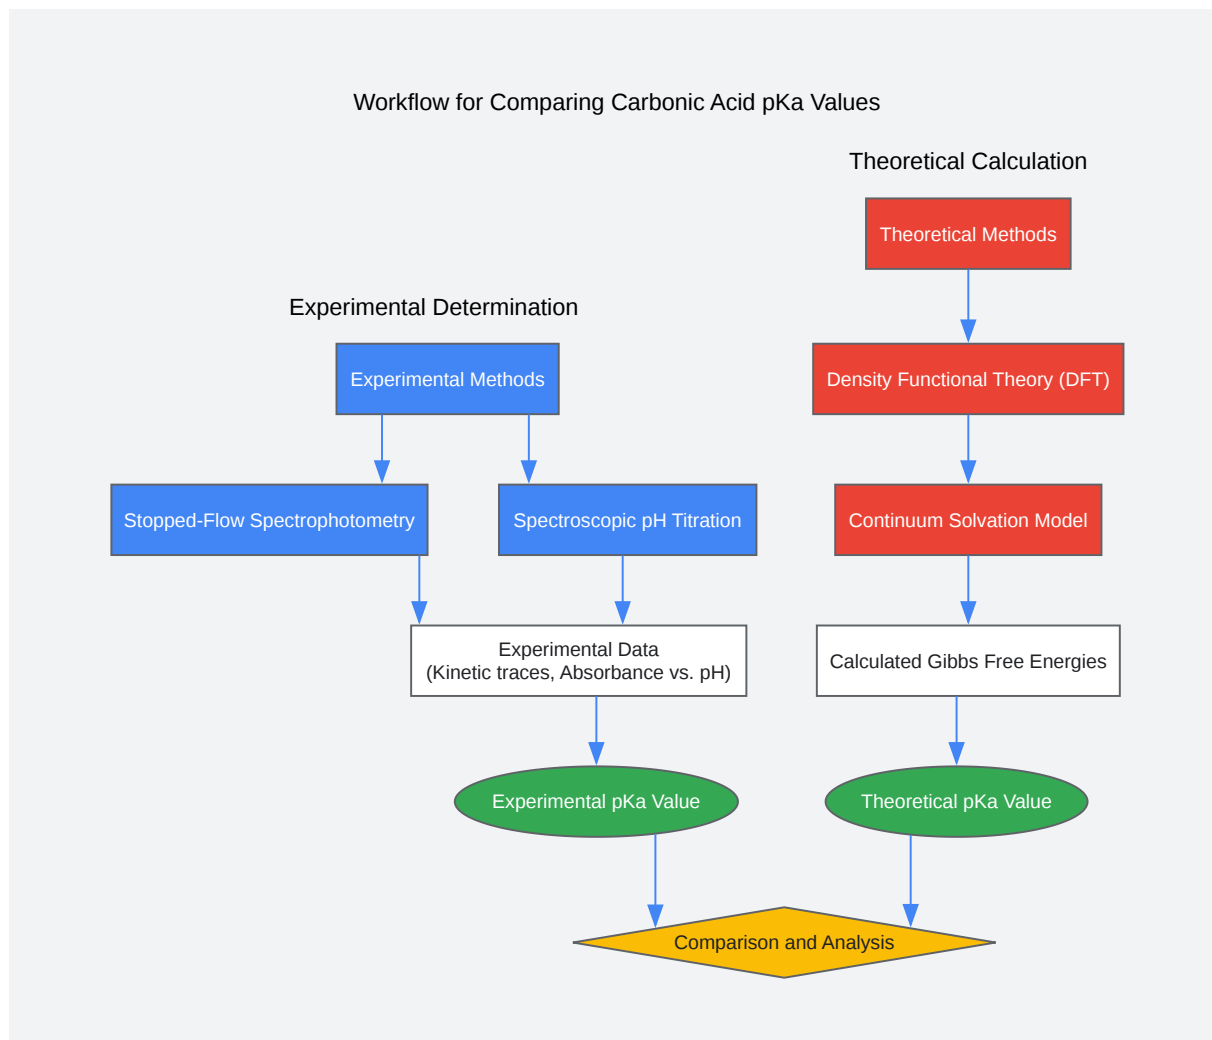 Workflow for Comparing Carbonic Acid pKa Values
Theoretical Calculation
Theoretical Methods
Experimental Determination
Experimental Methods
Density Functional Theory (DFT)
Stopped-Flow Spectrophotometry
Spectroscopic pH Titration
Continuum Solvation Model
Experimental Data
(Kinetic traces, Absorbance vs. pH)
Calculated Gibbs Free Energies
Experimental pKa Value
Theoretical pKa Value
Comparison and Analysis